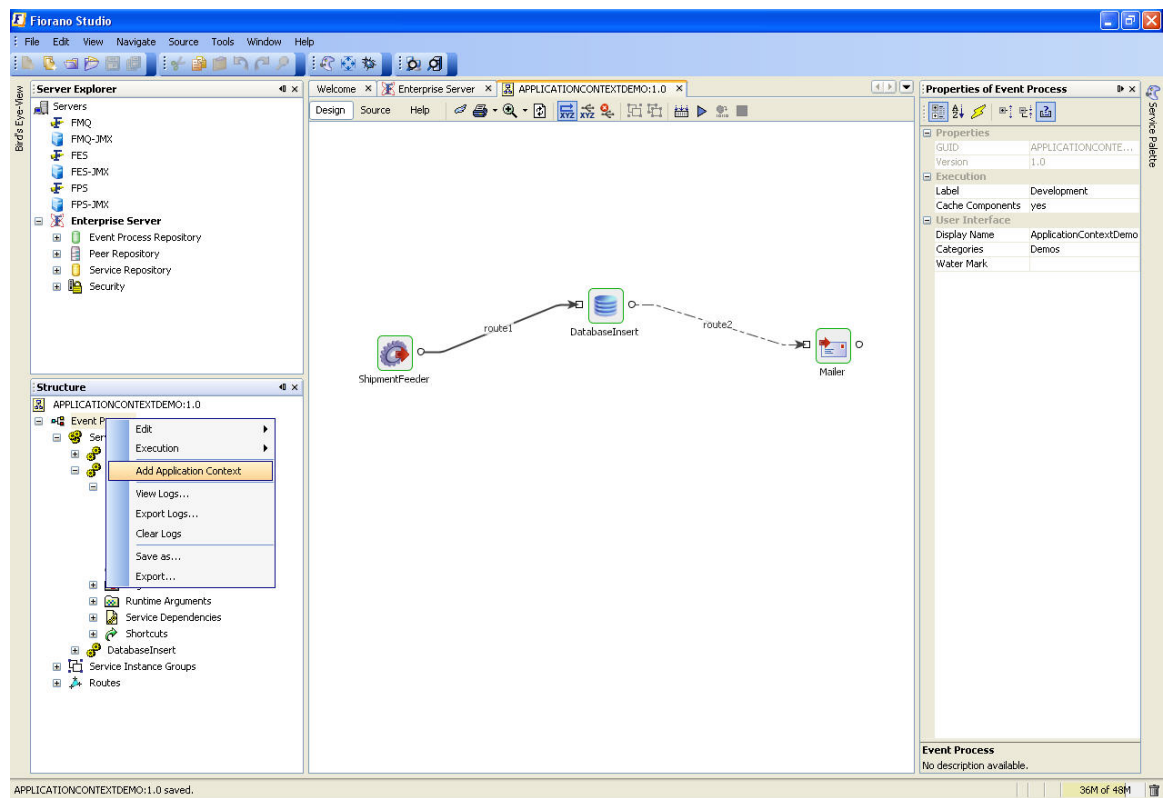 Fiorano Studio
File Edit View Navigate Source Tools Window Help
Bird's Eye-View
Server Explorer
Servers
FMQ
FMQ-JMX
FES
FES-JMX
FPS
FPS-JMX
Enterprise Server
Event Process Repository
Peer Repository
Service Repository
Security
Structure
APPLICATIONCONTEXTDEMO:1.0
Event P
Ser
Edit
Execution
Add Application Context
View Logs...
Export Logs...
Clear Logs
Save as...
Export...
Runtime Arguments
Service Dependencies
Shortcuts
DatabaseInsert
Service Instance Groups
Routes
Welcome Enterprise Server APPLICATIONCONTEXTDEMO:1.0
Design Source Help
XYZ XYZ
route1
DatabaseInsert
route2
ShipmentFeeder
Mailer
Properties of Event Process
Properties
GUID APPLICATIONCONTE...
Version 1.0
Execution
Label Development
Cache Components yes
User Interface
Display Name ApplicationContextDemo
Categories Demos
Water Mark
Event Process
No description available.
Service Palette
APPLICATIONCONTEXTDEMO:1.0 saved.
36M of 48M